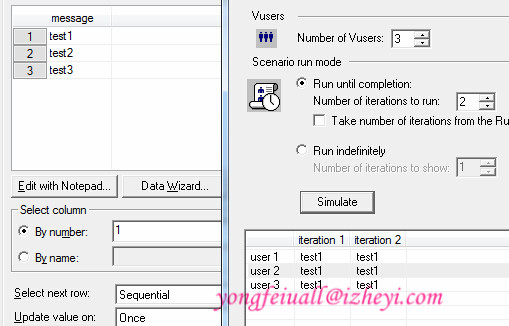 message
1 test1
2 test2
3 test3
Edit with Notepad...
Data Wizard...
Select column
By number: 1
By name:
Select next row: Sequential
Update value on: Once
Vusers
Number of Vusers: 3
Scenario run mode
Run until completion:
Number of iterations to run: 2
Take number of iterations from the Ru
Run indefinitely
Number of iterations to show: 1
Simulate
iteration 1 iteration 2
user 1 test1 test1
user 2 test1 test1
user 3 test1 test1
yongfeiuall@izheyi.com